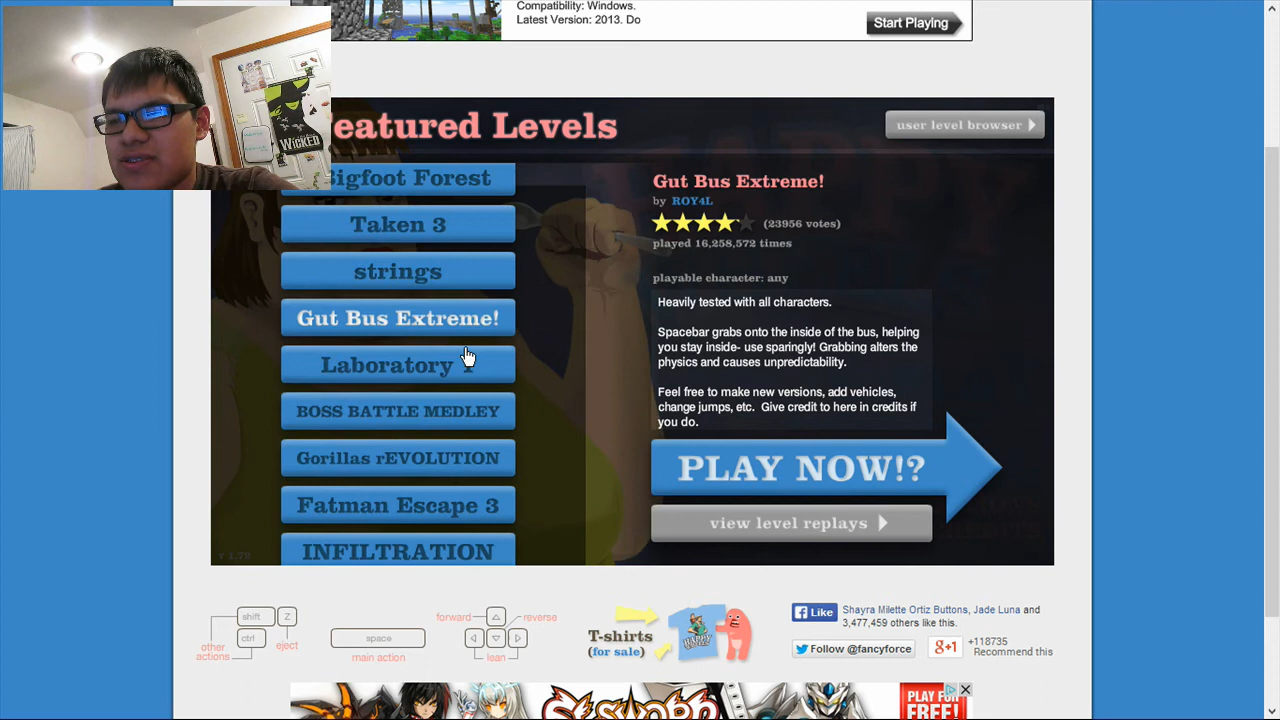 Compatibility: Windows.
Latest Version: 2013. Do
Start Playing
WICKED
eatured Levels
user level browser
Bigfoot Forest
Taken 3
strings
Gut Bus Extreme!
Laboratory
BOSS BATTLE MEDLEY
Gorillas rEVOLUTION
Fatman Escape 3
INFILTRATION
v 1.79
Gut Bus Extreme!
by ROY4L
(23956 votes)
played 16,258,572 times
playable character: any
Heavily tested with all characters.
Spacebar grabs onto the inside of the bus, helping
you stay inside- use sparingly! Grabbing alters the
physics and causes unpredictability.
Feel free to make new versions, add vehicles,
change jumps, etc. Give credit to here in credits if
you do.
PLAY NOW!?
view level replays
shift
Z
ctrl
eject
other
actions
space
main action
forward
reverse
lean
T-shirts
(for sale)
Like
Shayra Milette Ortiz Buttons, Jade Luna and
3,477,459 others like this.
Follow @fancyforce
g+1
+118735
Recommend this
PLAY FOR
FREE!